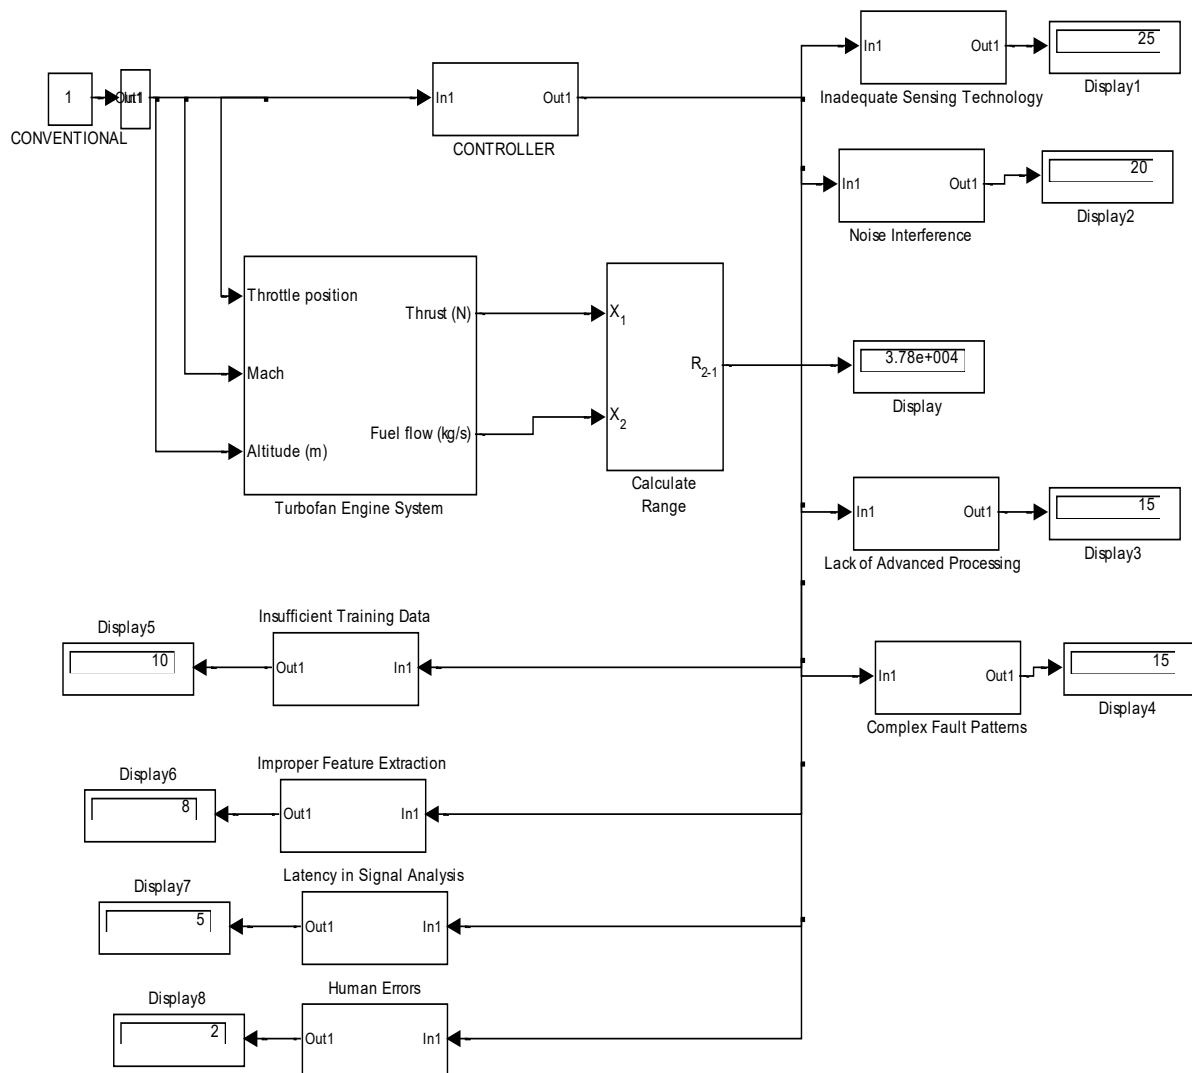 1
Out1
In1
CONVENTIONAL
In1
Out1
CONTROLLER
In1
Out1
Inadequate Sensing Technology
25
Display1
In1
Out1
Noise Interference
20
Display2
Throttle position
Mach
Altitude (m)
Thrust (N)
Fuel flow (kg/s)
Turbofan Engine System
X1
X2
R2-1
Calculate
Range
3.78e+004
Display
In1
Out1
Lack of Advanced Processing
15
Display3
In1
Out1
Complex Fault Patterns
15
Display4
Display5
10
Insufficient Training Data
Out1
In1
Display6
8
Improper Feature Extraction
Out1
In1
Display7
5
Latency in Signal Analysis
Out1
In1
Display8
2
Human Errors
Out1
In1